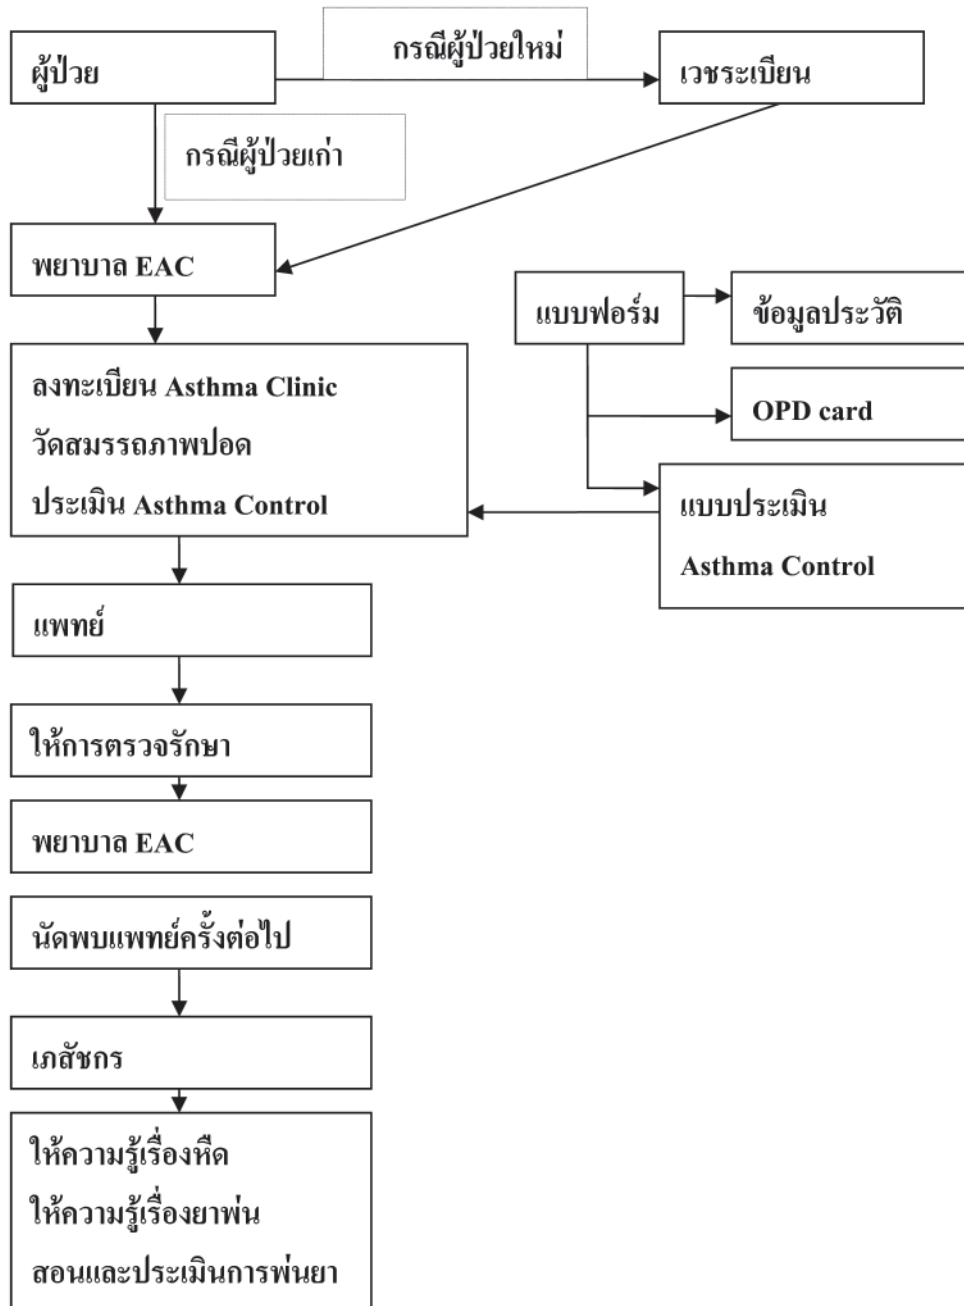 ผู้ป่วย
กรณีผู้ป่วยใหม่
เวชระเบียน
กรณีผู้ป่วยเก่า
พยาบาล EAC
แบบฟอร์ม
ข้อมูลประวัติ
OPD card
แบบประเมิน
Asthma Control
ลงทะเบียน Asthma Clinic
วัดสมรรถภาพปอด
ประเมิน Asthma Control
แพทย์
ให้การตรวจรักษา
พยาบาล EAC
นัดพบแพทย์ครั้งต่อไป
เภสัชกร
ให้ความรู้เรื่องหืด
ให้ความรู้เรื่องยาพ่น
สอนและประเมินการพ่นยา